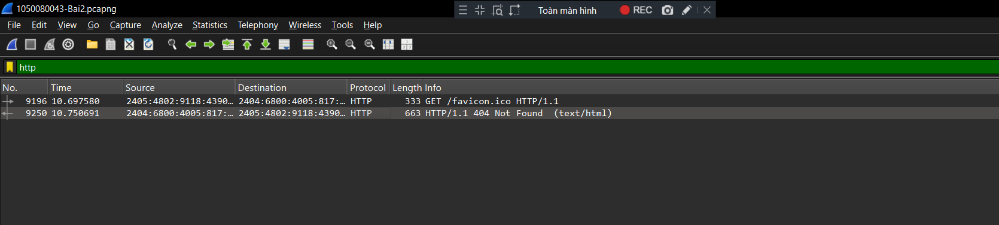 1050080043-Bai2.pcapng
Toàn màn hình REC
File Edit View Go Capture Analyze Statistics Telephony Wireless Tools Help
http
No. Time Source Destination Protocol Length Info
9196 10.697580 2405:4802:9118:4390… 2404:6800:4005:817:… HTTP 333 GET /favicon.ico HTTP/1.1
9250 10.750691 2404:6800:4005:817:… 2405:4802:9118:4390… HTTP 663 HTTP/1.1 404 Not Found (text/html)